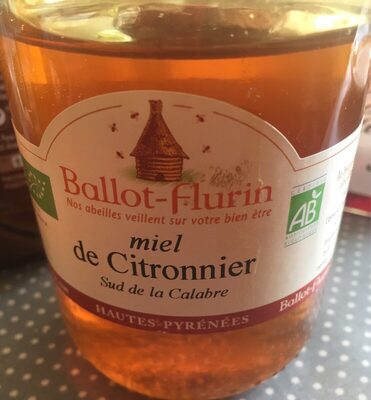 Ballot-Flurin
Nos abeilles veillent sur votre bien être
miel
de Citronnier
Sud de la Calabre
HAUTES-PYRÉNÉES
AB
Ballot-F